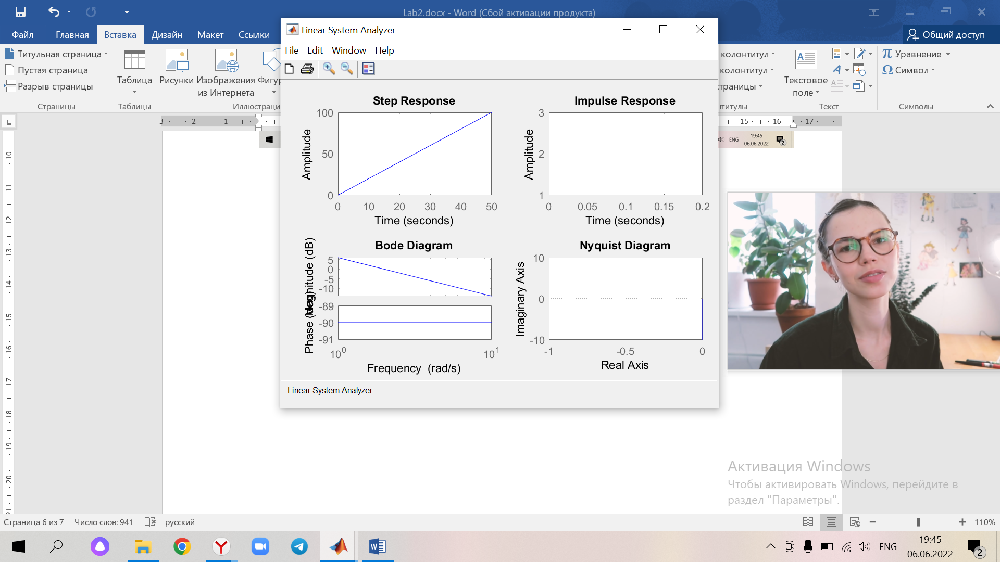 Lab2.docx - Word (Сбой активации продукта)
Файл Главная Вставка Дизайн Макет Ссылки Общий доступ
Титульная страница
Пустая страница
Разрыв страницы
Страницы
Таблица
Таблицы
Рисунки
Изображения
из Интернета
Фигур
Иллюстраци
колонтитул
колонтитул
страницы
нтитулы
Текстовое
поле
Текст
Уравнение
Символ
Символы
3 2 1 15 16 17
Linear System Analyzer
File Edit Window Help
Step Response
Amplitude
100
50
0
0 10 20 30 40 50
Time (seconds)
Impulse Response
Amplitude
3
2
1
0 0.05 0.1 0.15 0.2
Time (seconds)
Bode Diagram
Magnitude (dB)
5
0
-5
-10
Phase (deg)
-89
-90
-91
10^0 10^1
Frequency (rad/s)
Nyquist Diagram
Imaginary Axis
10
0
-10
-1 -0.5 0
Real Axis
Linear System Analyzer
ENG
19:45
06.06.2022
2
10
11
12
13
14
15
16
17
18
19
20
21
Активация Windows
Чтобы активировать Windows, перейдите в
раздел "Параметры".
Страница 6 из 7 Число слов: 941 русский 110%
ENG
19:45
06.06.2022
2